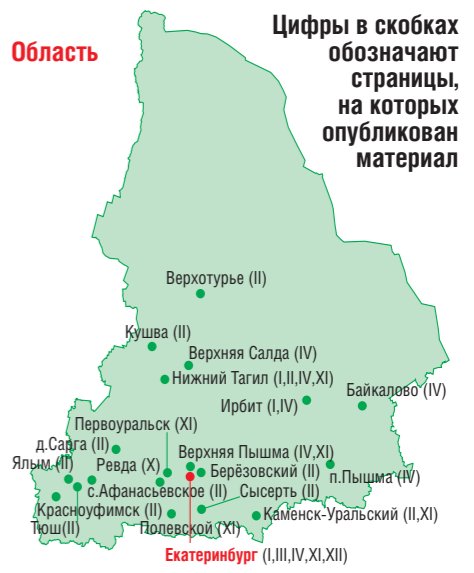 Цифры в скобках
обозначают
страницы,
на которых
опубликован
материал
Область
Верхотурье (II)
Кушва (II)
Верхняя Салда (IV)
Нижний Тагил (I,II,IV,XI)
Байкалово (IV)
Ирбит (I,IV)
Первоуральск (XI)
д.Сарга (II)
Верхняя Пышма (IV,XI)
Ялым (II)
Ревда (X)
Берёзовский (II)
п.Пышма (IV)
с.Афанасьевское (II)
Сысерть (II)
Красноуфимск (II)
Тюш(II)
Полевской (XI)
Каменск-Уральский (II,XI)
Екатеринбург (I,III,IV,XI,XII)